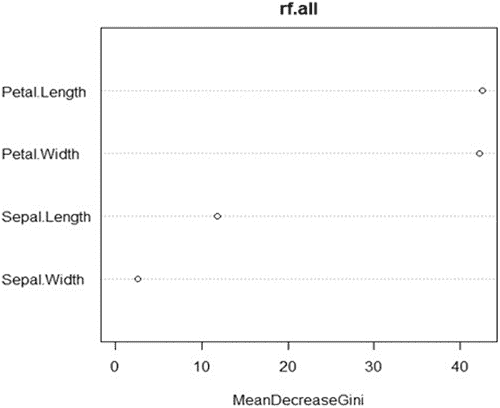 rf.all
Petal.Length
Petal.Width
Sepal.Length
Sepal.Width
0 10 20 30 40
MeanDecreaseGini